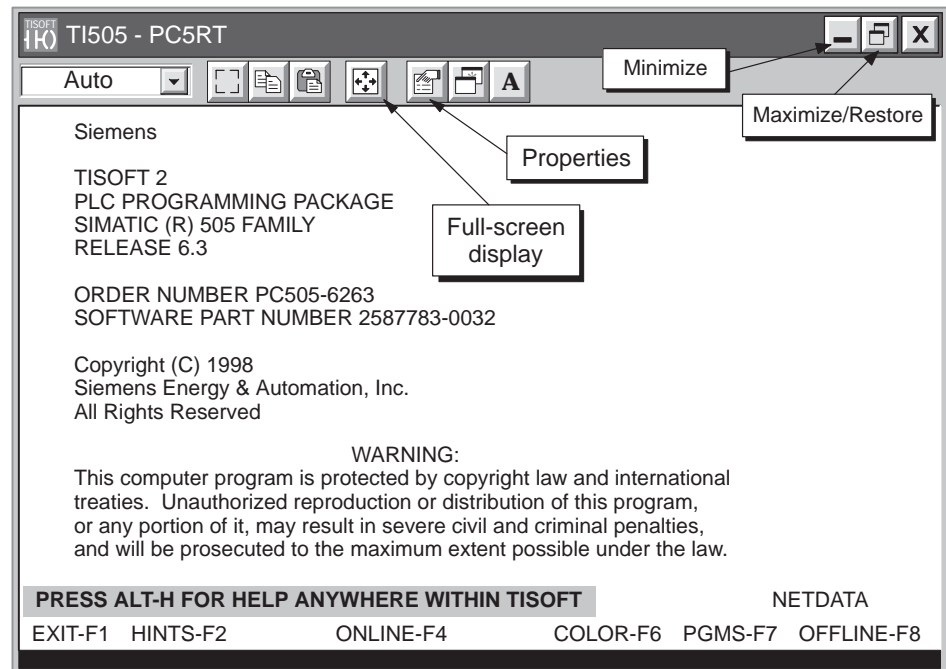 TISOFT
TI505 - PC5RT
X
Auto
A
Minimize
Maximize/Restore
Properties
Full-screen
display
Siemens
TISOFT 2
PLC PROGRAMMING PACKAGE
SIMATIC (R) 505 FAMILY
RELEASE 6.3
ORDER NUMBER PC505-6263
SOFTWARE PART NUMBER 2587783-0032
Copyright (C) 1998
Siemens Energy & Automation, Inc.
All Rights Reserved
WARNING:
This computer program is protected by copyright law and international
treaties.  Unauthorized reproduction or distribution of this program,
or any portion of it, may result in severe civil and criminal penalties,
and will be prosecuted to the maximum extent possible under the law.
PRESS ALT-H FOR HELP ANYWHERE WITHIN TISOFT NETDATA
EXIT-F1 HINTS-F2 ONLINE-F4 COLOR-F6 PGMS-F7 OFFLINE-F8